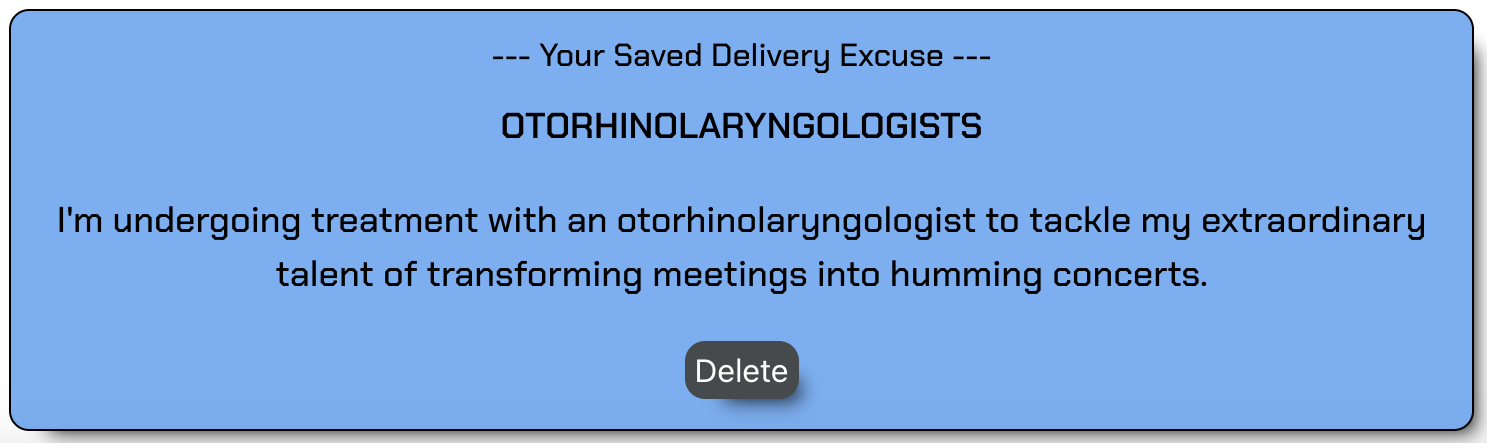 --- Your Saved Delivery Excuse ---
OTORHINOLARYNGOLOGISTS
I'm undergoing treatment with an otorhinolaryngologist to tackle my extraordinary
talent of transforming meetings into humming concerts.
Delete